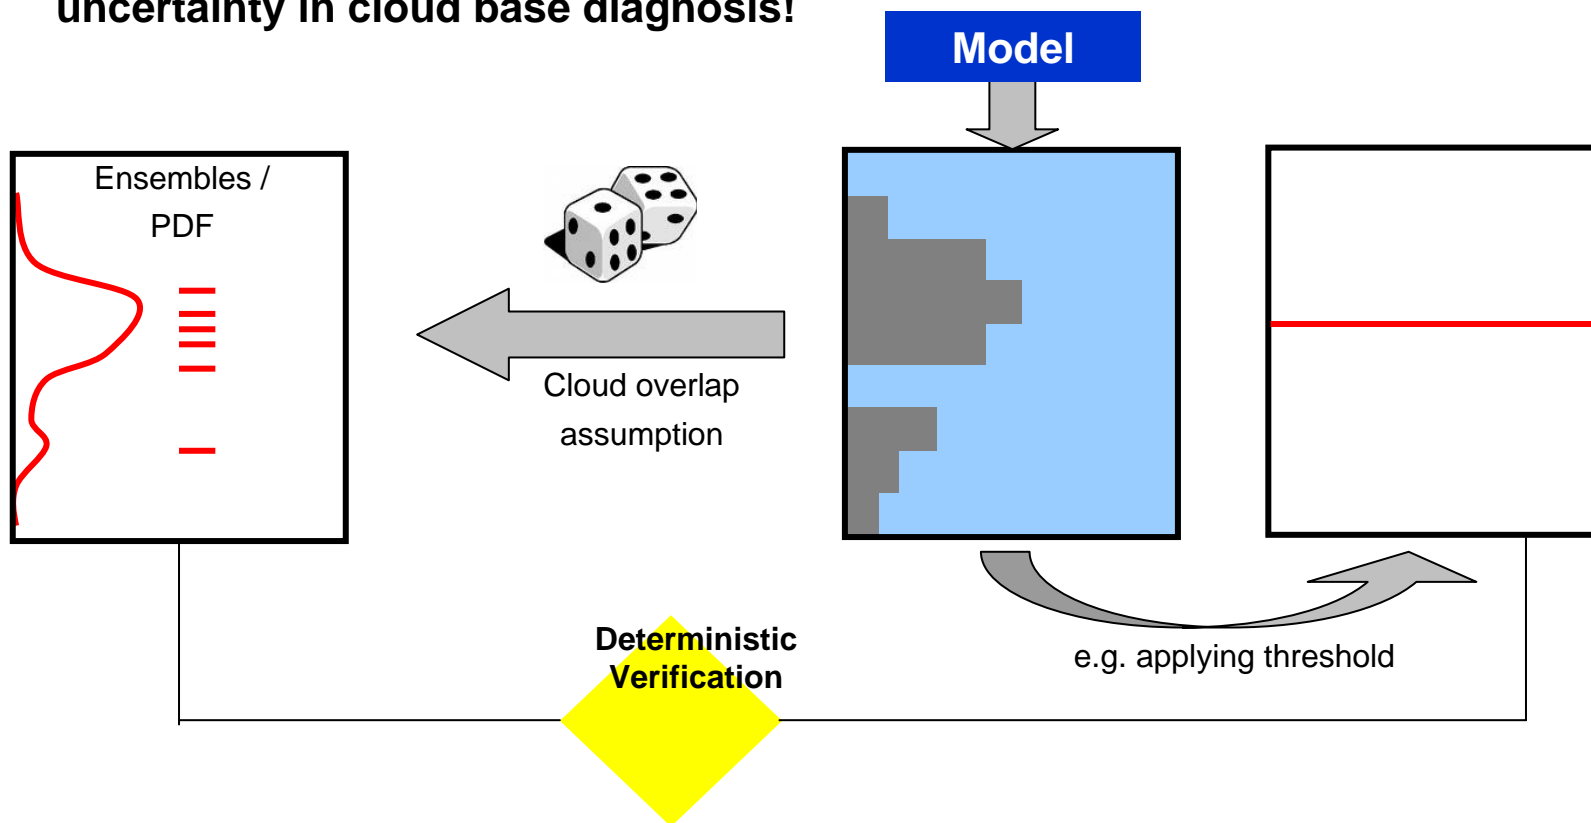 uncertainty in cloud base diagnosis!
Model
Ensembles /
PDF
Cloud overlap
assumption
Deterministic
Verification
e.g. applying threshold